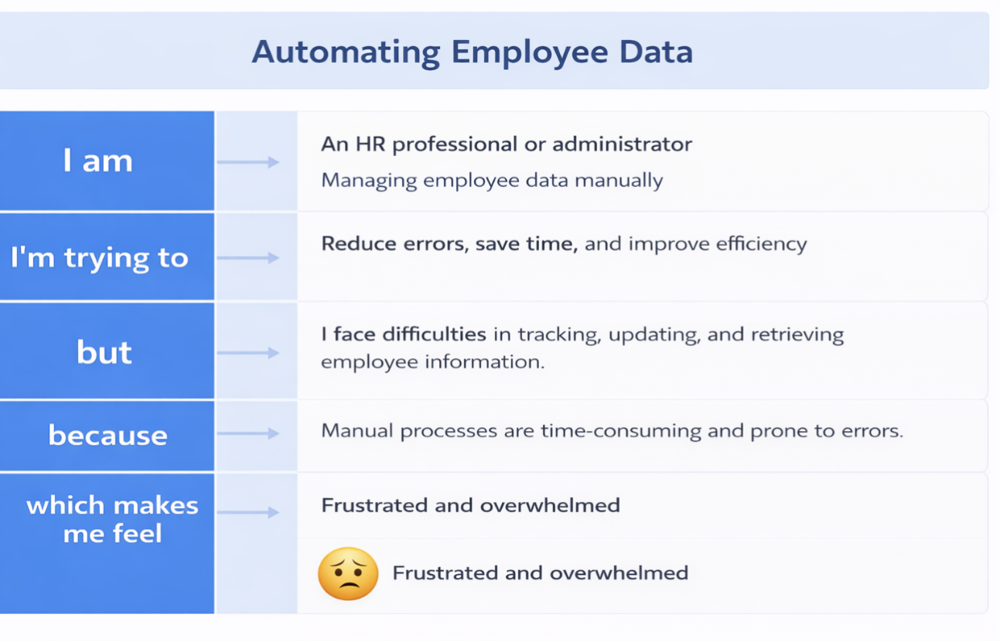 Automating Employee Data
I am
An HR professional or administrator
Managing employee data manually
I'm trying to
Reduce errors, save time, and improve efficiency
but
I face difficulties in tracking, updating, and retrieving
employee information.
because
Manual processes are time-consuming and prone to errors.
which makes
me feel
Frustrated and overwhelmed
Frustrated and overwhelmed